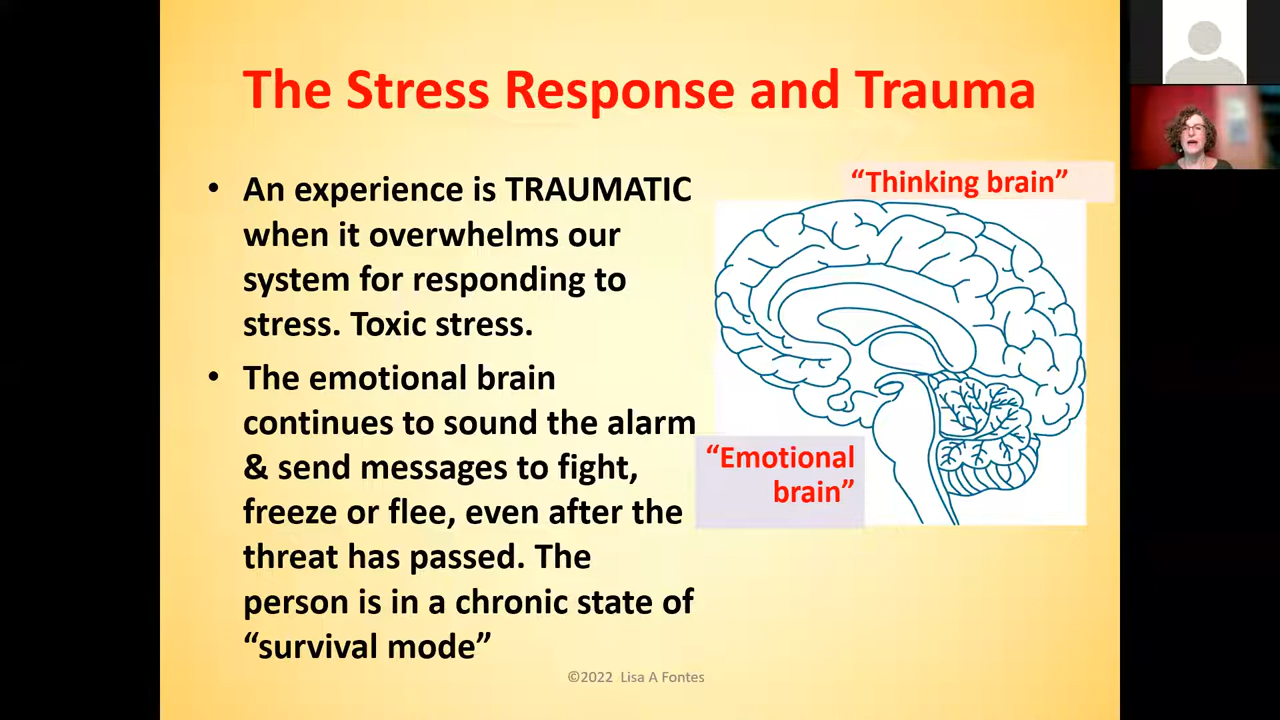 The Stress Response and Trauma
• An experience is TRAUMATIC
when it overwhelms our
system for responding to
stress. Toxic stress.
• The emotional brain
continues to sound the alarm
& send messages to fight,
freeze or flee, even after the
threat has passed. The
person is in a chronic state of
“survival mode”
“Thinking brain”
“Emotional
brain”
©2022 Lisa A Fontes